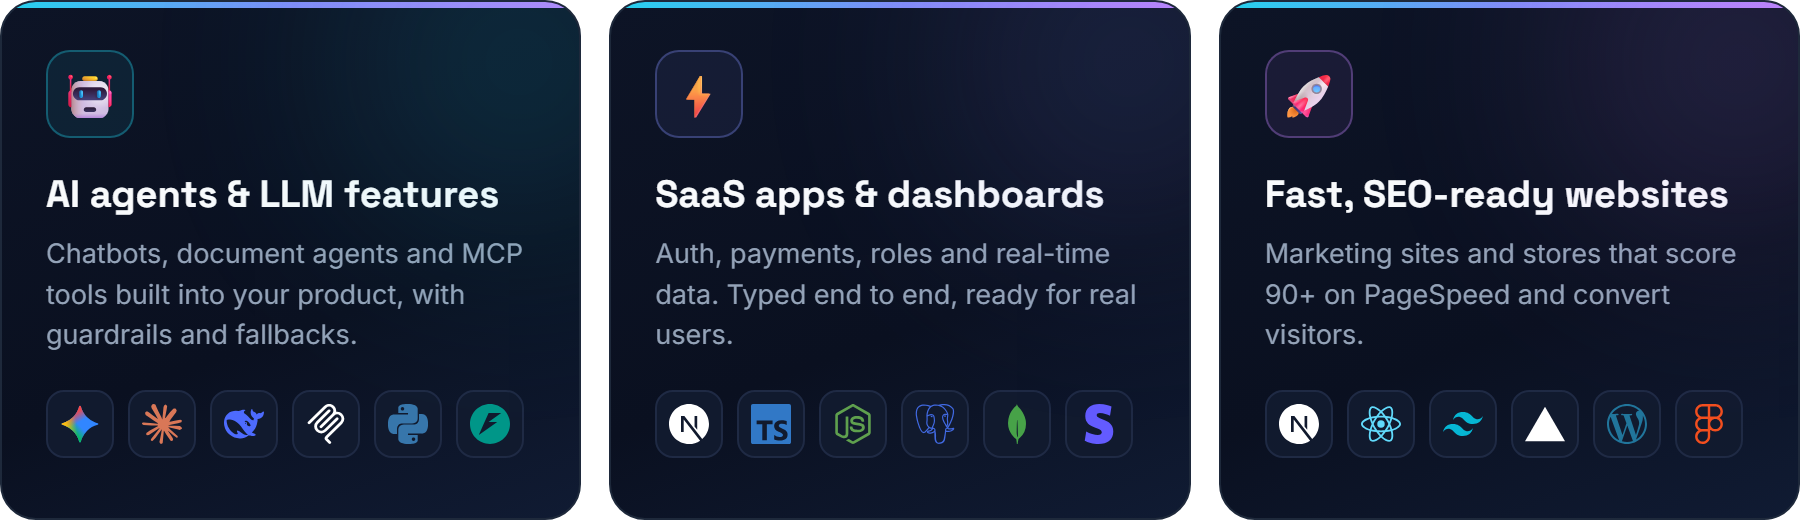 AI agents & LLM features
Chatbots, document agents and MCP
tools built into your product, with
guardrails and fallbacks.
SaaS apps & dashboards
Auth, payments, roles and real-time
data. Typed end to end, ready for real
users.
N
TS
JS
S
Fast, SEO-ready websites
Marketing sites and stores that score
90+ on PageSpeed and convert
visitors.
N
W